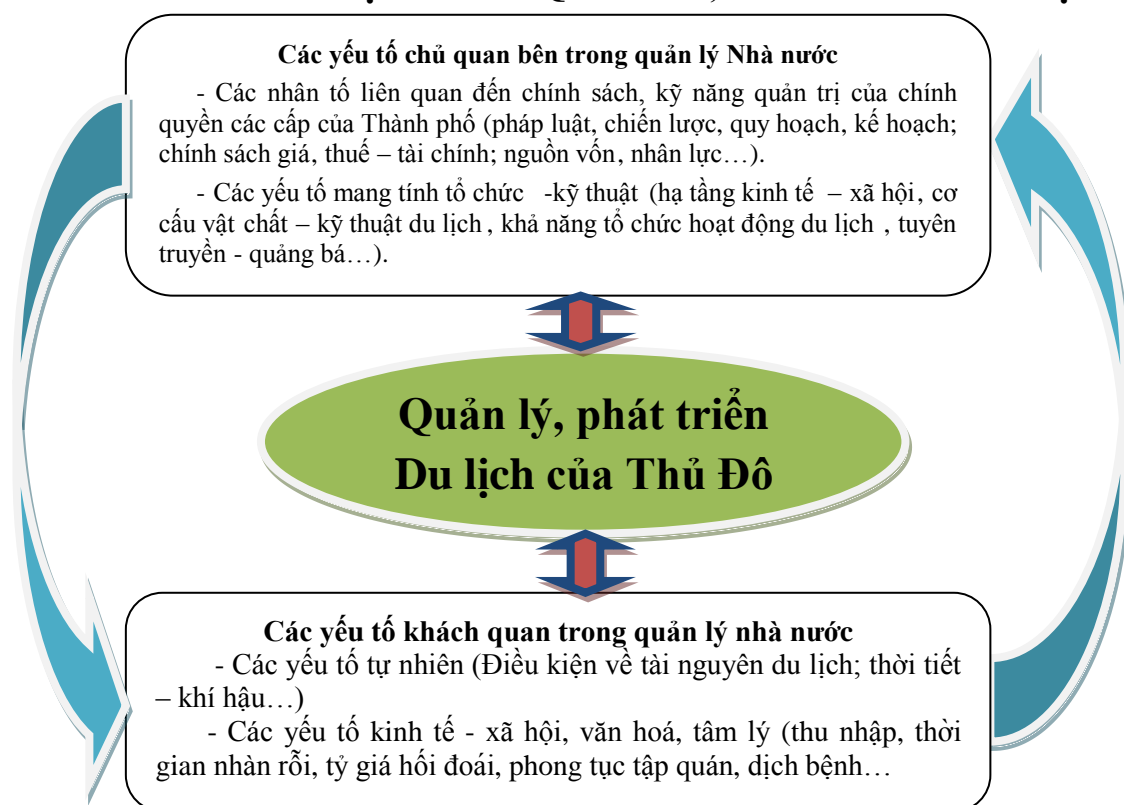 Các yếu tố chủ quan bên trong quản lý Nhà nước
- Các nhân tố liên quan đến chính sách, kỹ năng quản trị của chính
quyền các cấp của Thành phố (pháp luật, chiến lược, quy hoạch, kế hoạch;
chính sách giá, thuế – tài chính; nguồn vốn, nhân lực…).
- Các yếu tố mang tính tổ chức -kỹ thuật (hạ tầng kinh tế – xã hội, cơ
cấu vật chất – kỹ thuật du lịch , khả năng tổ chức hoạt động du lịch , tuyên
truyền - quảng bá…).
Quản lý, phát triển
Du lịch của Thủ Đô
Các yếu tố khách quan trong quản lý nhà nước
- Các yếu tố tự nhiên (Điều kiện về tài nguyên du lịch; thời tiết
– khí hậu…)
- Các yếu tố kinh tế - xã hội, văn hoá, tâm lý (thu nhập, thời
gian nhàn rỗi, tỷ giá hối đoái, phong tục tập quán, dịch bệnh…